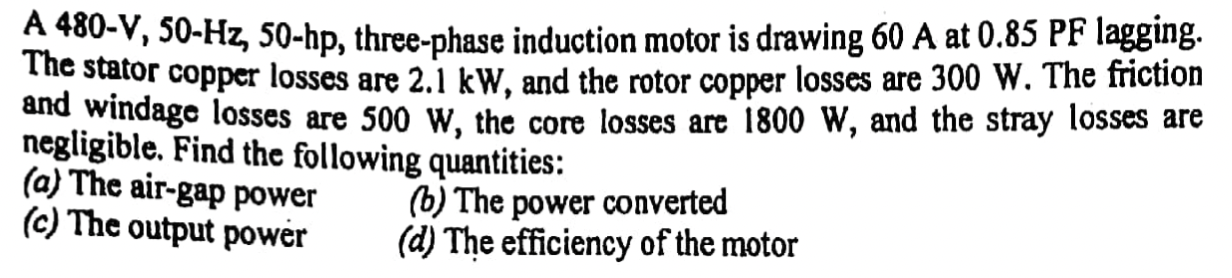 A 480-V, 50-Hz, 50-hp, three-phase induction motor is drawing 60 A at 0.85 PF lagging.
The stator copper losses are 2.1 kW, and the rotor copper losses are 300 W. The friction
and windage losses are 500 W, the core losses are 1800 W, and the stray losses are
negligible. Find the following quantities:
(a) The air-gap power (b) The power converted
(c) The output power (d) The efficiency of the motor